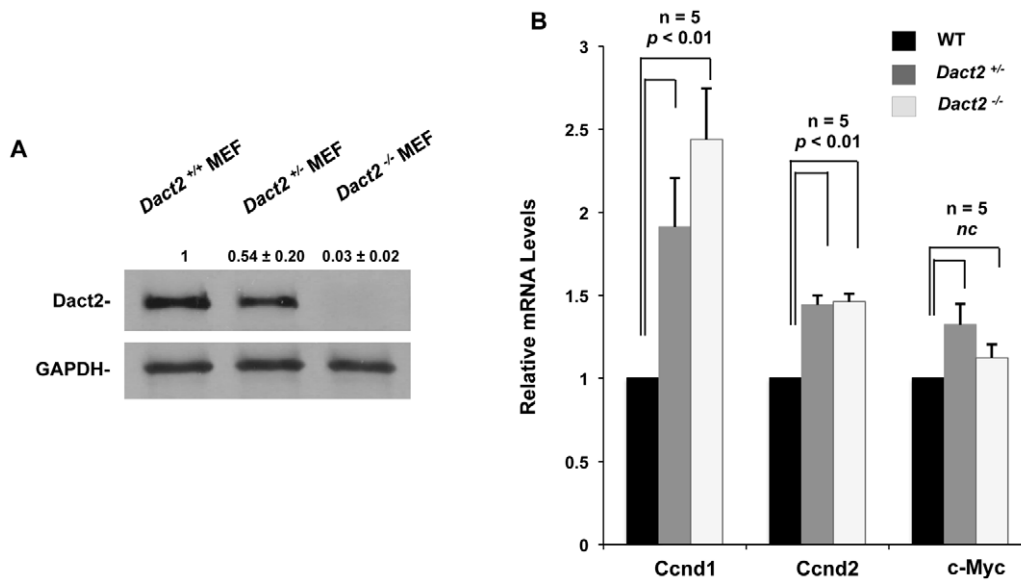 A
Dact2 +/+ MEF
Dact2 +/- MEF
Dact2 -/- MEF
1
0.54 ± 0.20
0.03 ± 0.02
Dact2-
GAPDH-
B
Relative mRNA Levels
3
2.5
2
1.5
1
0.5
0
n = 5
p < 0.01
n = 5
p < 0.01
n = 5
nc
WT
Dact2 +/-
Dact2 -/-
Ccnd1
Ccnd2
c-Myc